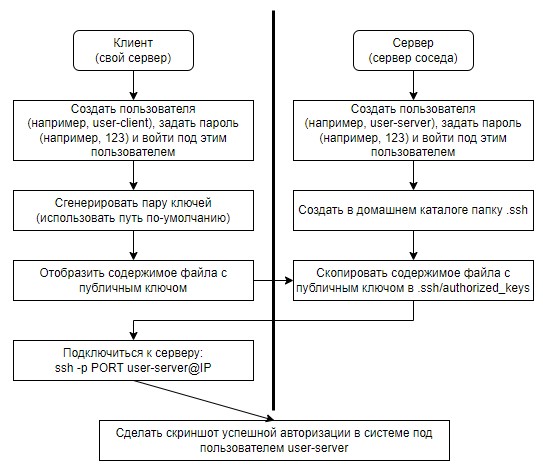 Клиент
(свой сервер)
Сервер
(сервер соседа)
Создать пользователя
(например, user-client), задать пароль
(например, 123) и войти под этим
пользователем
Создать пользователя
(например, user-server), задать пароль
(например, 123) и войти под этим
пользователем
Сгенерировать пару ключей
(использовать путь по-умолчанию)
Создать в домашнем каталоге папку .ssh
Отобразить содержимое файла с
публичным ключом
Скопировать содержимое файла с
публичным ключом в .ssh/authorized_keys
Подключиться к серверу:
ssh -p PORT user-server@IP
Сделать скриншот успешной авторизации в системе под
пользователем user-server